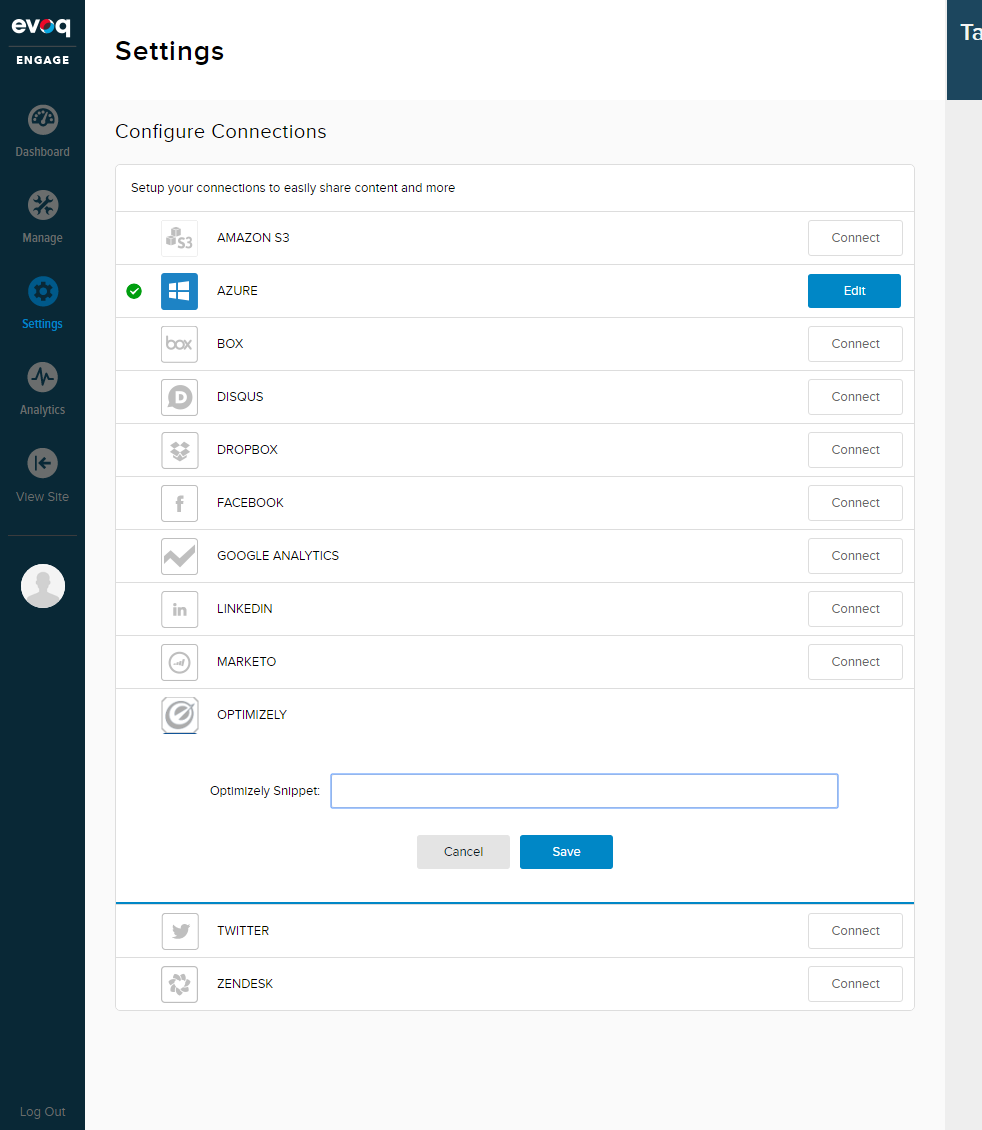 evoq
ENGAGE
Dashboard
Manage
Settings
Analytics
View Site
Log Out
Settings
Ta
Configure Connections
Setup your connections to easily share content and more
S3 AMAZON S3 Connect
AZURE Edit
box BOX Connect
D DISQUS Connect
DROPBOX Connect
f FACEBOOK Connect
GOOGLE ANALYTICS Connect
in LINKEDIN Connect
MARKETO Connect
OPTIMIZELY
Optimizely Snippet:
Cancel Save
TWITTER Connect
ZENDESK Connect